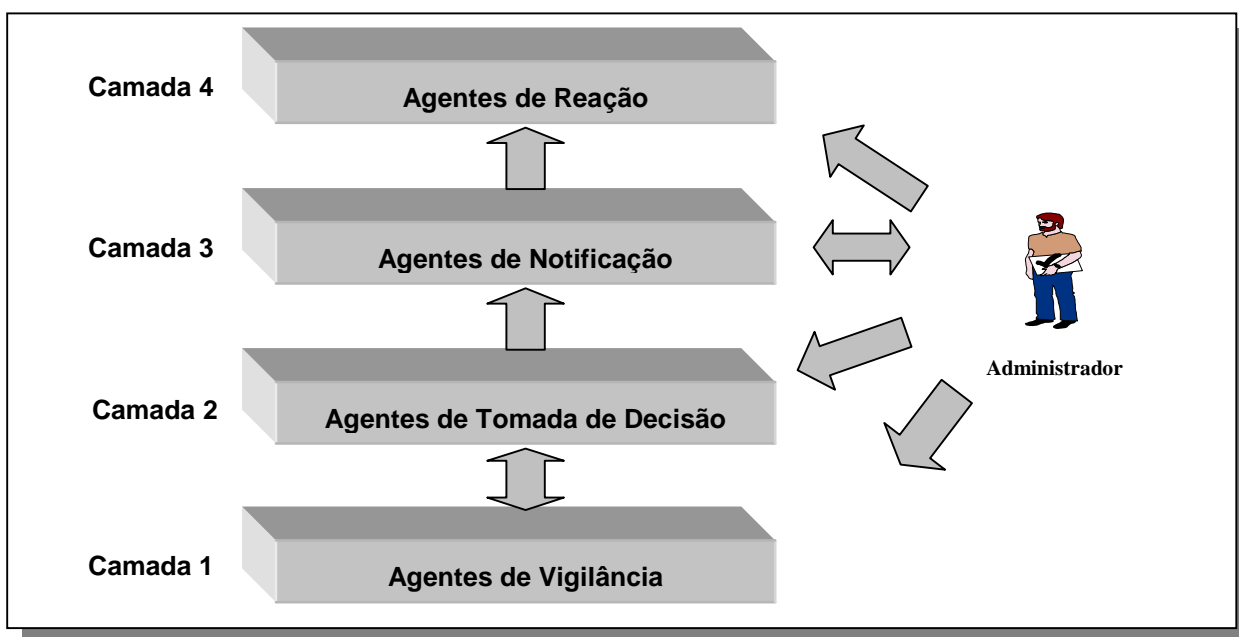 Camada 4
Agentes de Reação
Camada 3
Agentes de Notificação
Administrador
Camada 2
Agentes de Tomada de Decisão
Camada 1
Agentes de Vigilância